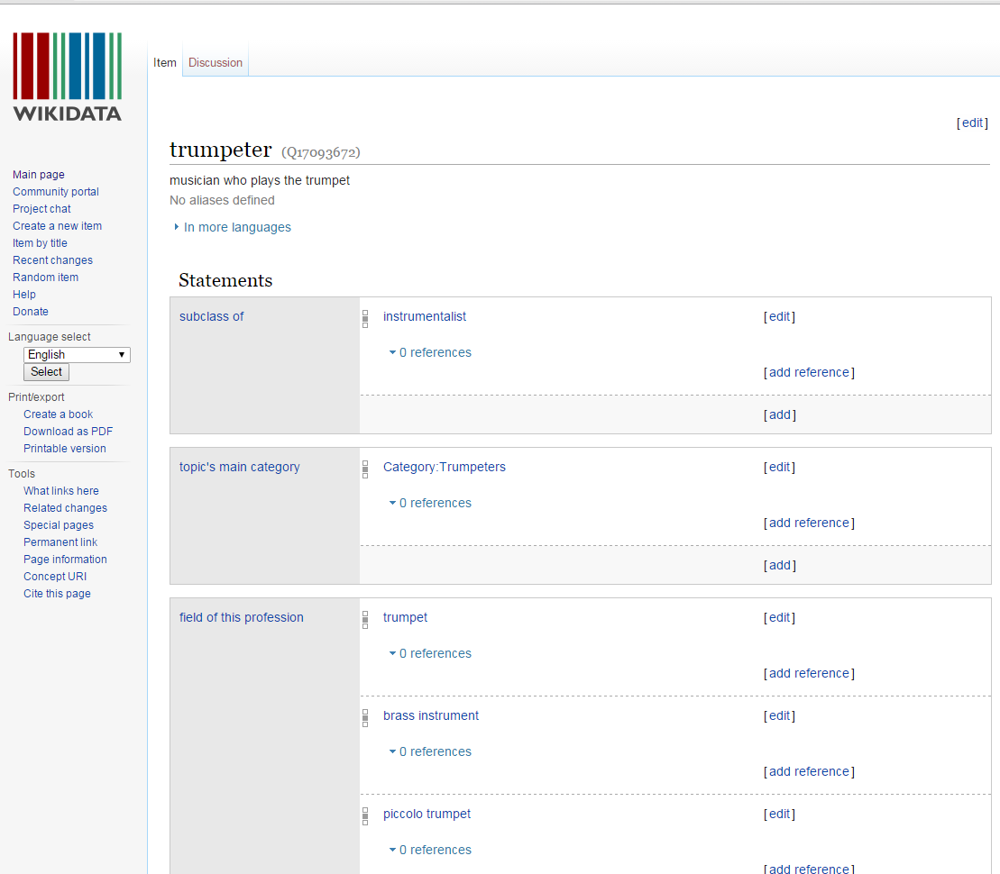 WIKIDATA
Main page
Community portal
Project chat
Create a new item
Item by title
Recent changes
Random item
Help
Donate
Language select
English
Select
Print/export
Create a book
Download as PDF
Printable version
Tools
What links here
Related changes
Special pages
Permanent link
Page information
Concept URI
Cite this page
Item Discussion
[edit]
trumpeter (Q17093672)
musician who plays the trumpet
No aliases defined
In more languages
Statements
subclass of instrumentalist [edit]
0 references
[add reference]
[add]
topic's main category Category:Trumpeters [edit]
0 references
[add reference]
[add]
field of this profession trumpet [edit]
0 references
[add reference]
brass instrument [edit]
0 references
[add reference]
piccolo trumpet [edit]
0 references
[add reference]